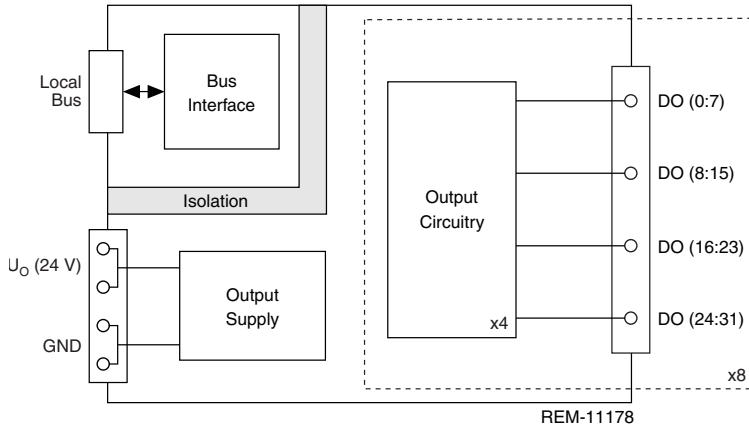 Local
Bus
Bus
Interface
Isolation
U_O (24 V)
GND
Output
Supply
Output
Circuitry
x4
DO (0:7)
DO (8:15)
DO (16:23)
DO (24:31)
x8
REM-11178